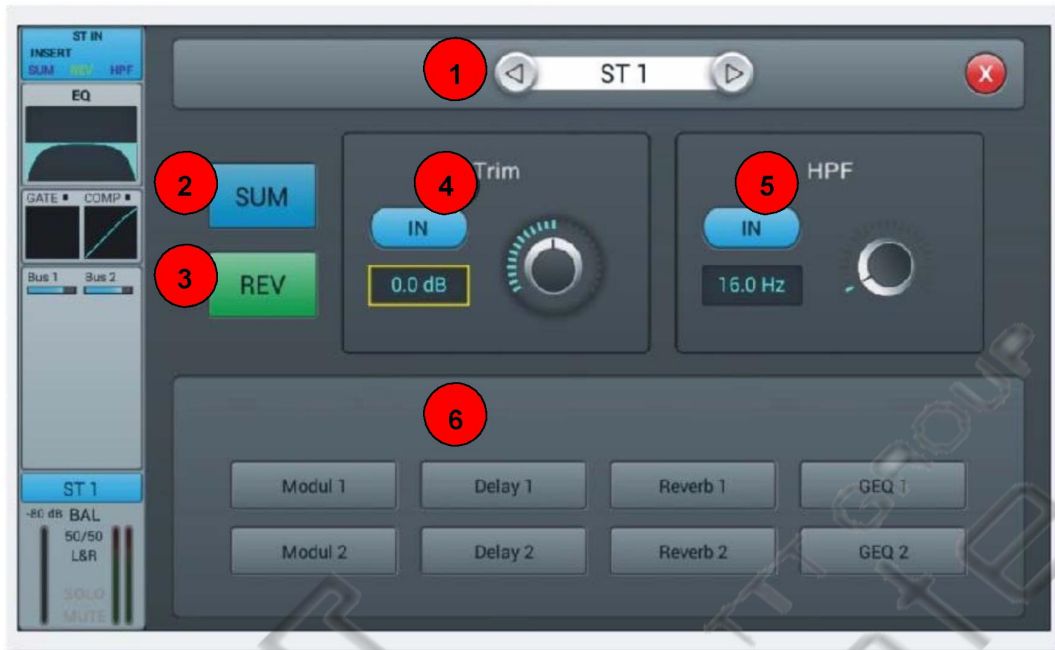 ST IN
INSERT
SUM REV HPF
EQ
GATE COMP
Bus 1 Bus 2
ST 1
-80 dB BAL
50/50
L&R
SOLO
MUTE
1
ST 1
X
2
SUM
3
REV
4
Trim
IN
0.0 dB
5
HPF
IN
16.0 Hz
6
Modul 1 Delay 1 Reverb 1 GEQ 1
Modul 2 Delay 2 Reverb 2 GEQ 2
TT GROUP